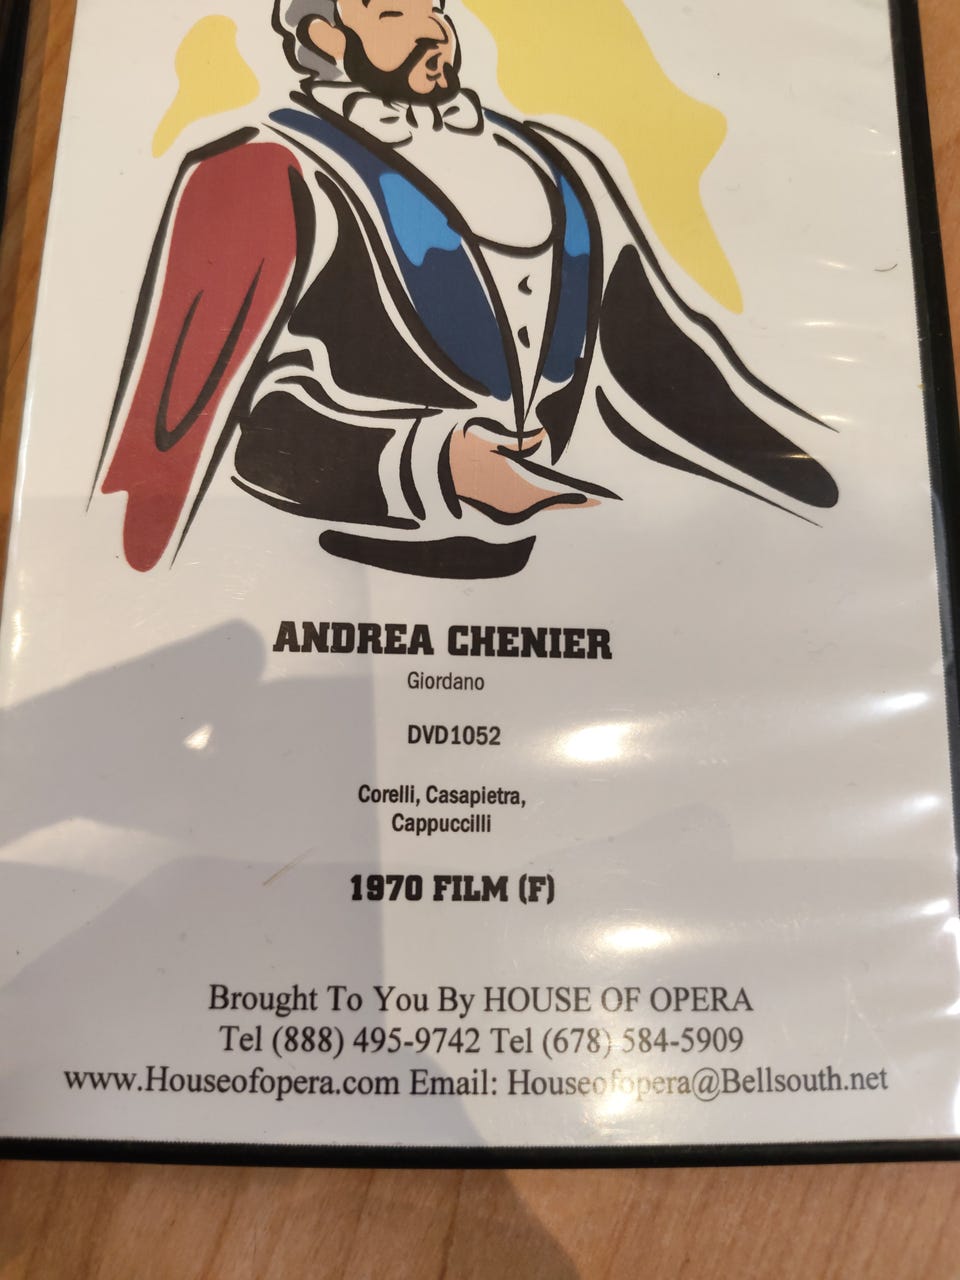 ANDREA CHENIER
Giordano
DVD1052
Corelli, Casapietra,
Cappuccilli
1970 FILM (F)
Brought To You By HOUSE OF OPERA
Tel (888) 495-9742 Tel (678) 584-5909
www.Houseofopera.com Email: Houseofopera@Bellsouth.net